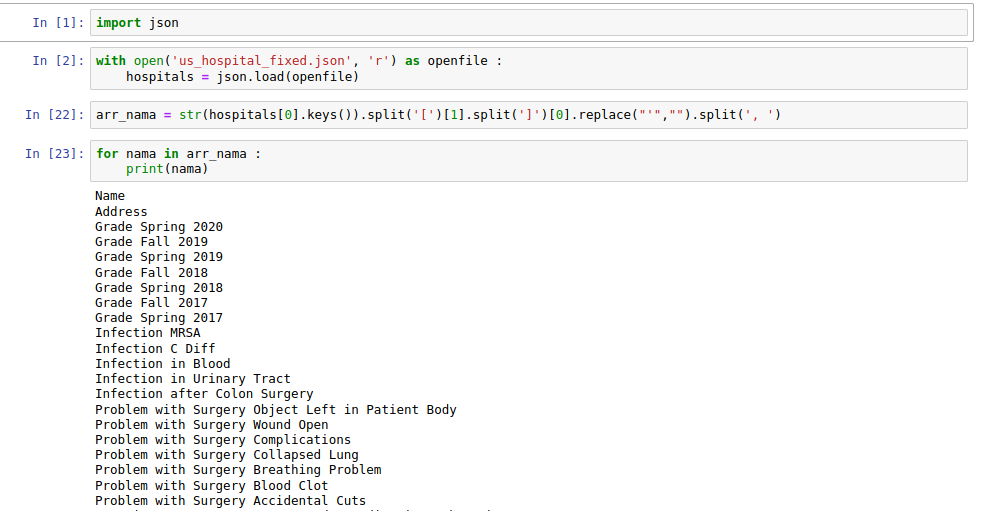 In [1]: import json
In [2]: with open('us_hospital_fixed.json', 'r') as openfile :
    hospitals = json.load(openfile)
In [22]: arr_nama = str(hospitals[0].keys()).split('[')[1].split(']')[0].replace("'","").split(', ')
In [23]: for nama in arr_nama :
    print(nama)
Name
Address
Grade Spring 2020
Grade Fall 2019
Grade Spring 2019
Grade Fall 2018
Grade Spring 2018
Grade Fall 2017
Grade Spring 2017
Infection MRSA
Infection C Diff
Infection in Blood
Infection in Urinary Tract
Infection after Colon Surgery
Problem with Surgery Object Left in Patient Body
Problem with Surgery Wound Open
Problem with Surgery Complications
Problem with Surgery Collapsed Lung
Problem with Surgery Breathing Problem
Problem with Surgery Blood Clot
Problem with Surgery Accidental Cuts